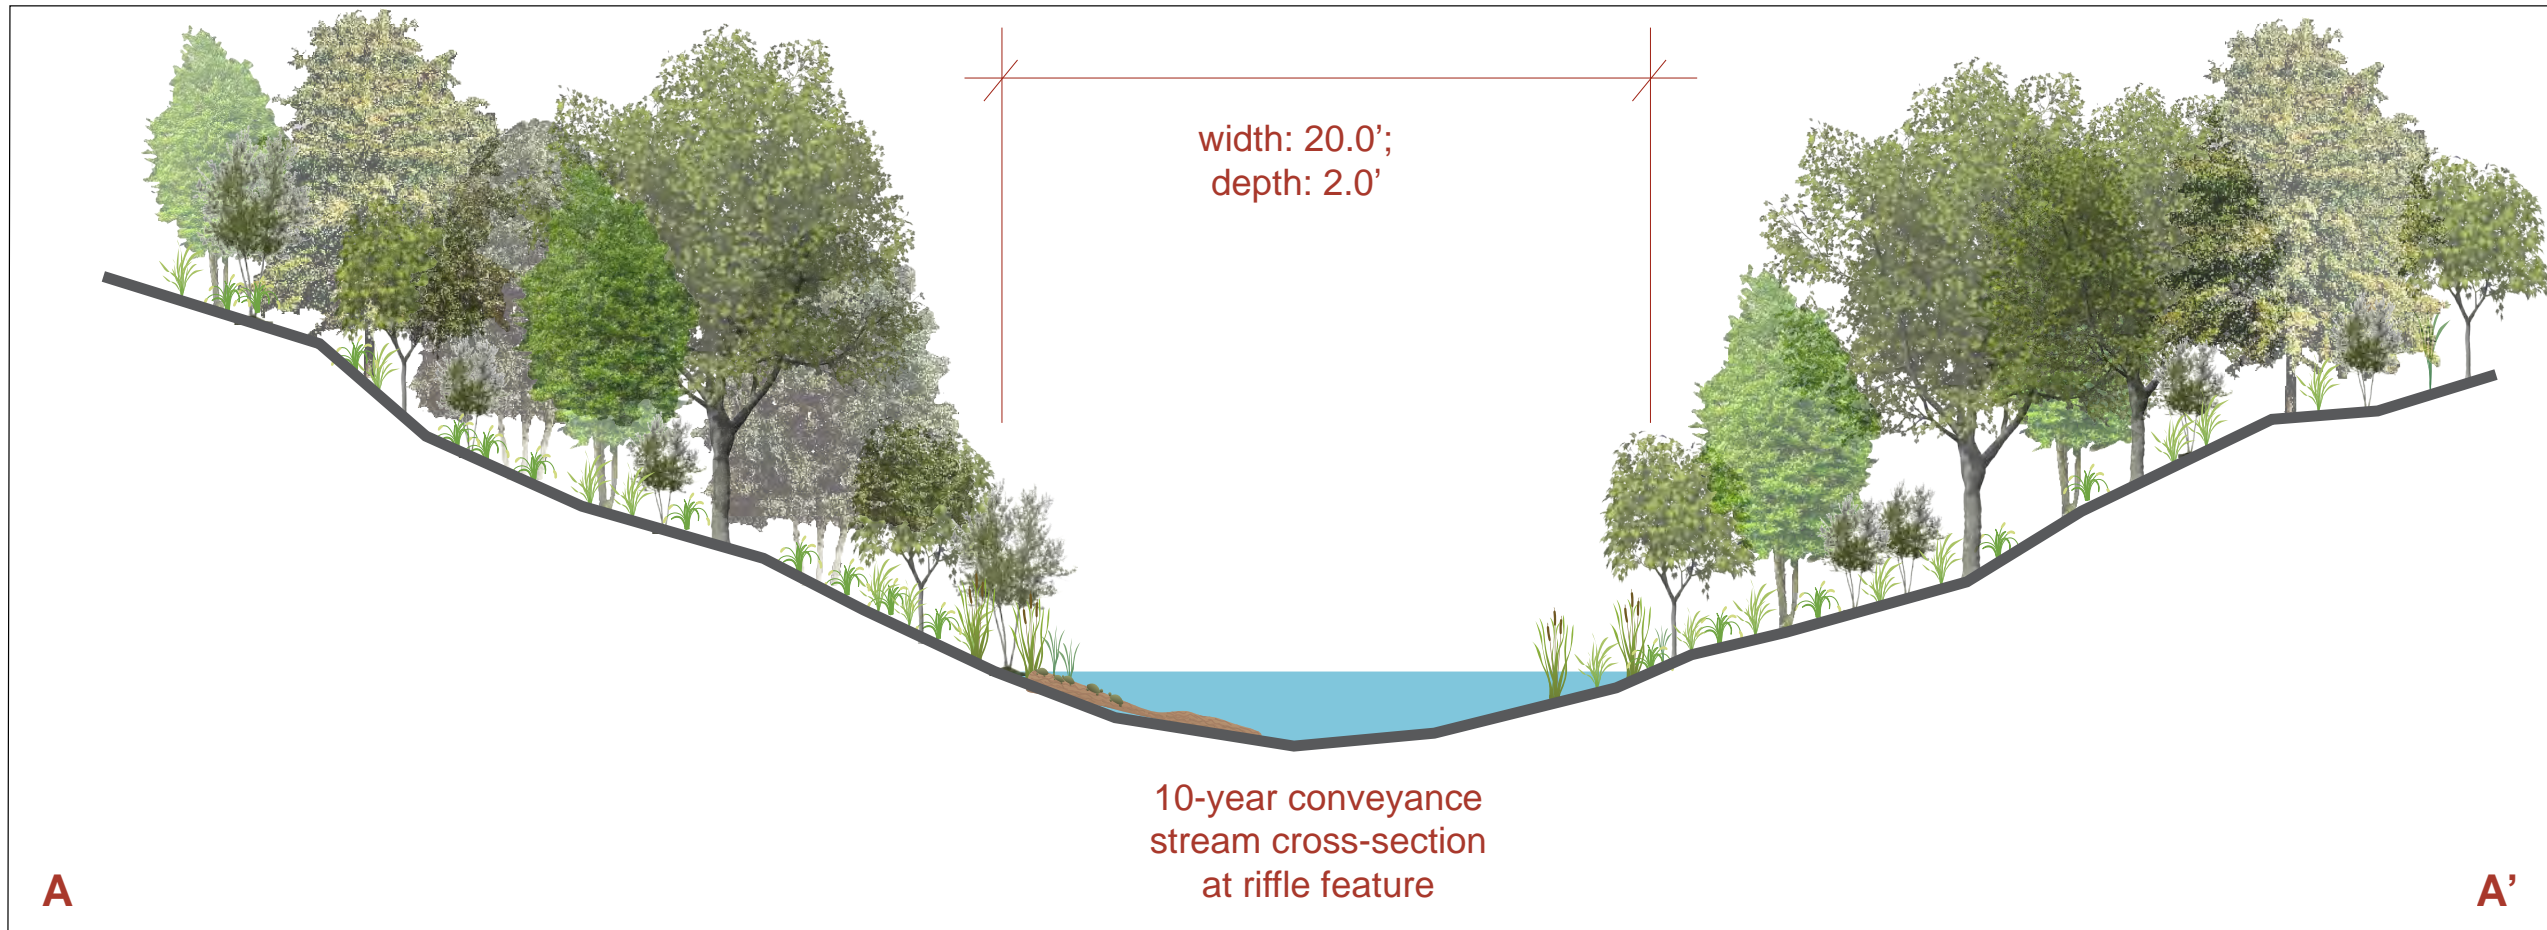 width: 20.0’;
depth: 2.0’
10-year conveyance
stream cross-section
at riffle feature
A
A’